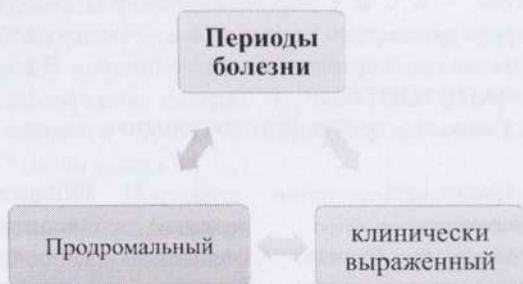 Периоды
болезни
Продромальный
клинически
выраженный